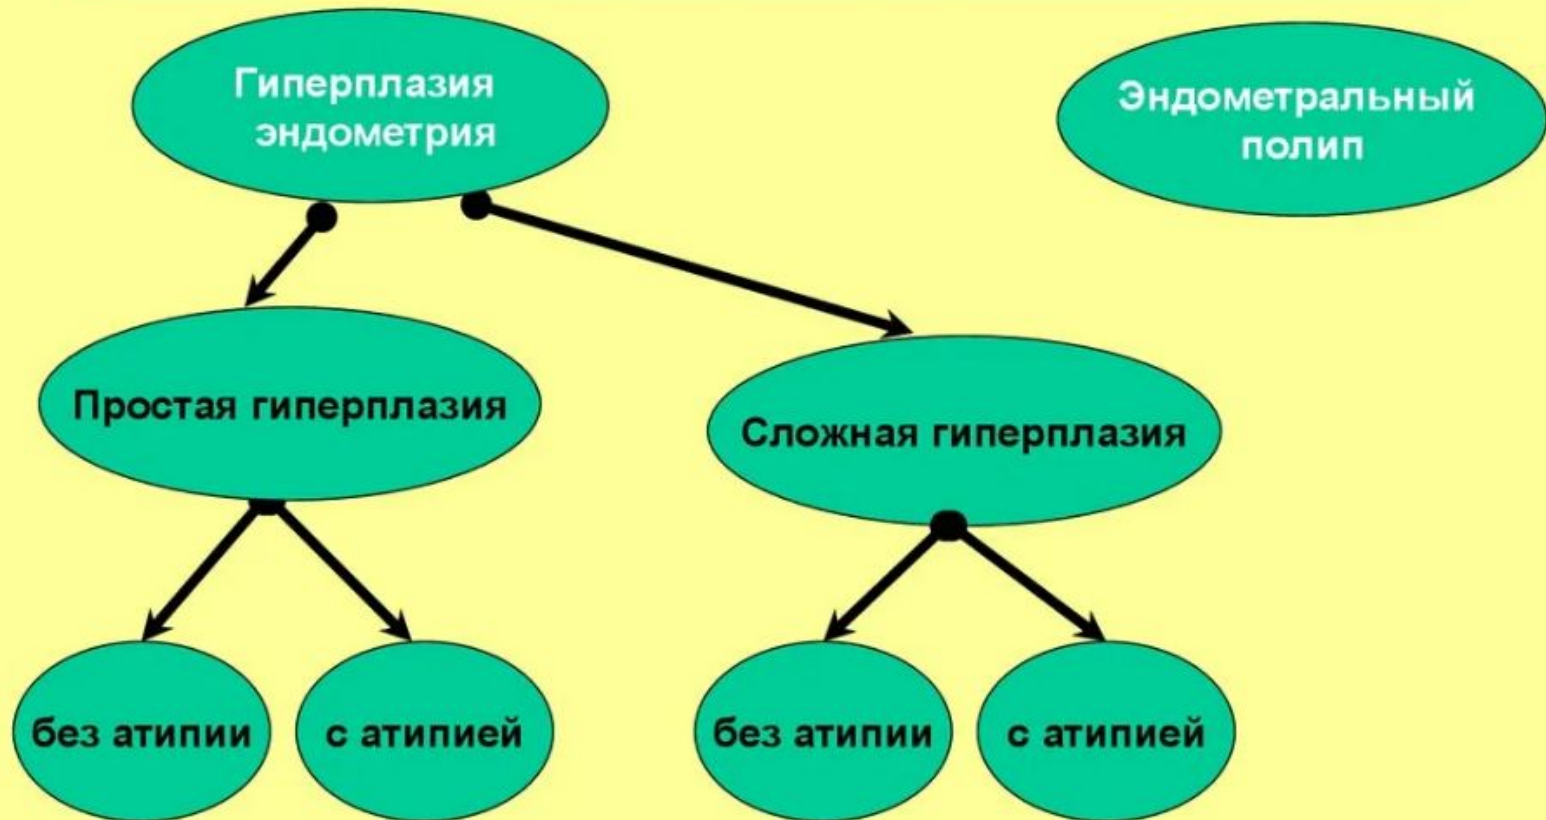 Гиперплазия
эндометрия
Эндометральный
полип
Простая гиперплазия
Сложная гиперплазия
без атипии
с атипией
без атипии
с атипией